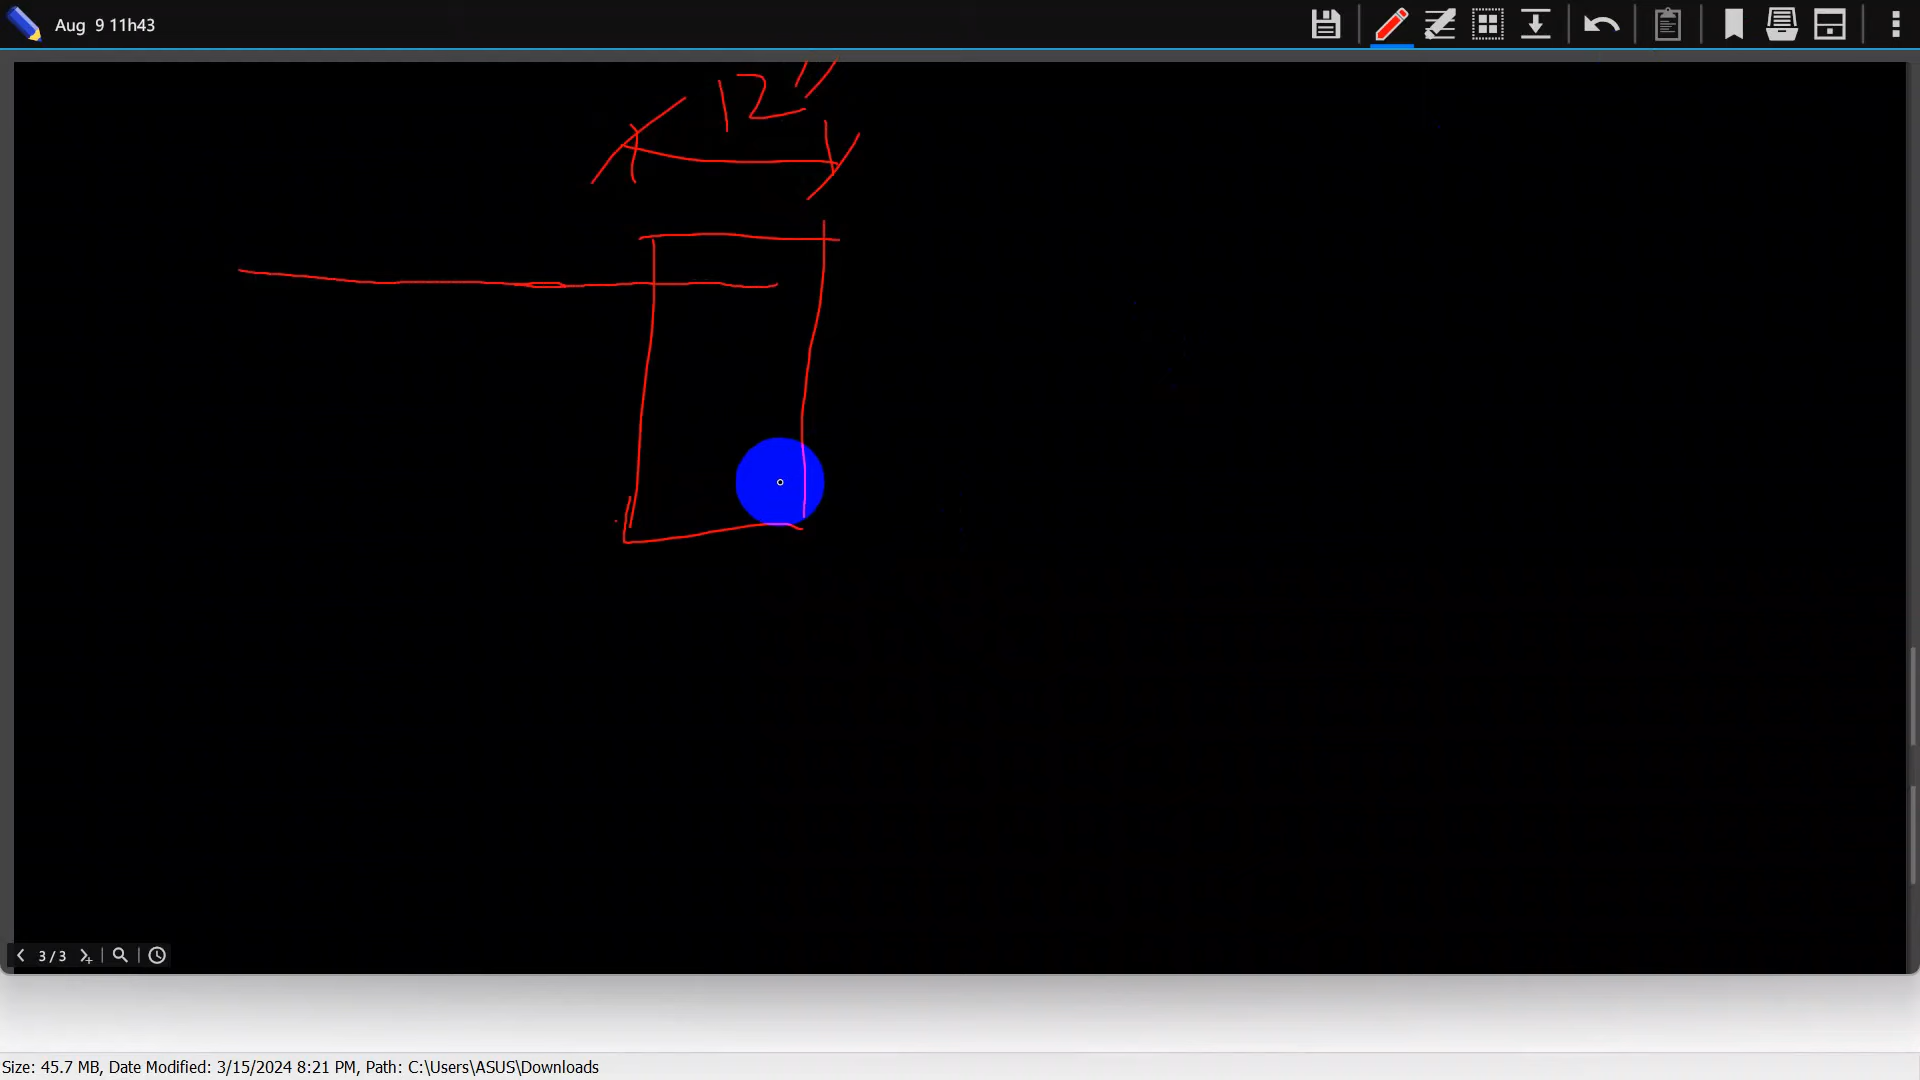 Aug 9 11h43
12"
3 / 3
Size: 45.7 MB, Date Modified: 3/15/2024 8:21 PM, Path: C:\Users\ASUS\Downloads